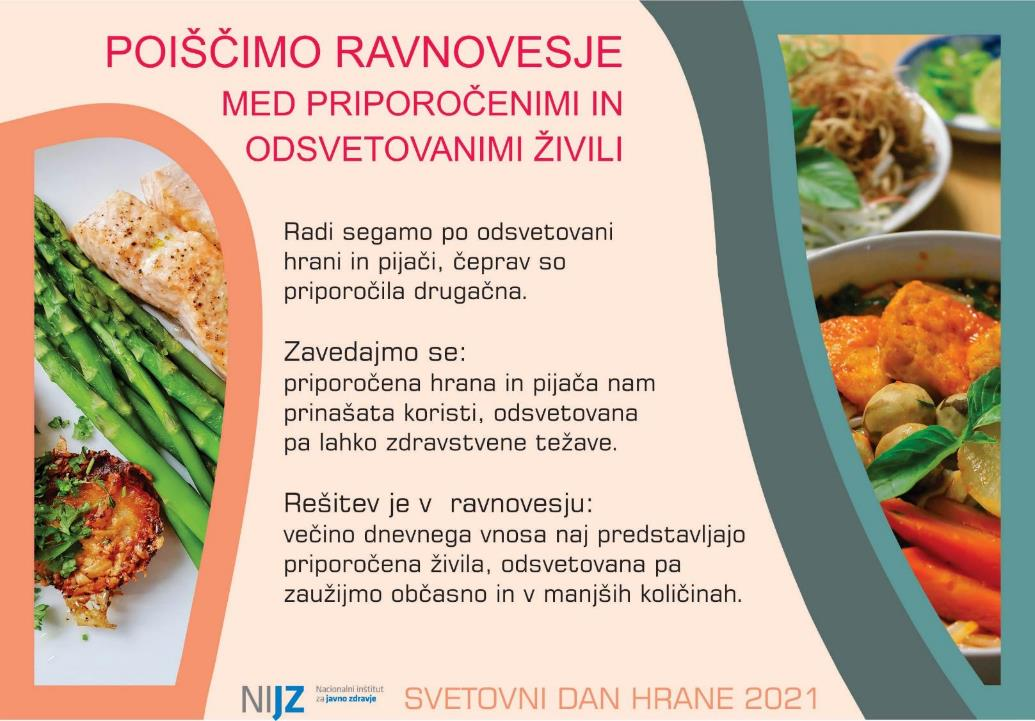 POIŠČIMO RAVNOVESJE
MED PRIPOROČENIMI IN
ODSVETOVANIMI ŽIVILI
Radi segamo po odsvetovani
hrani in pijači, čeprav so
priporočila drugačna.
Zavedajmo se:
priporočena hrana in pijača nam
prinašata koristi, odsvetovana
pa lahko zdravstvene težave.
Rešitev je v ravnovesju:
večino dnevnega vnosa naj predstavljajo
priporočena živila, odsvetovana pa
zaužijmo občasno in v manjših količinah.
NIJZ
Nacionalni inštitut
za javno zdravje
SVETOVNI DAN HRANE 2021